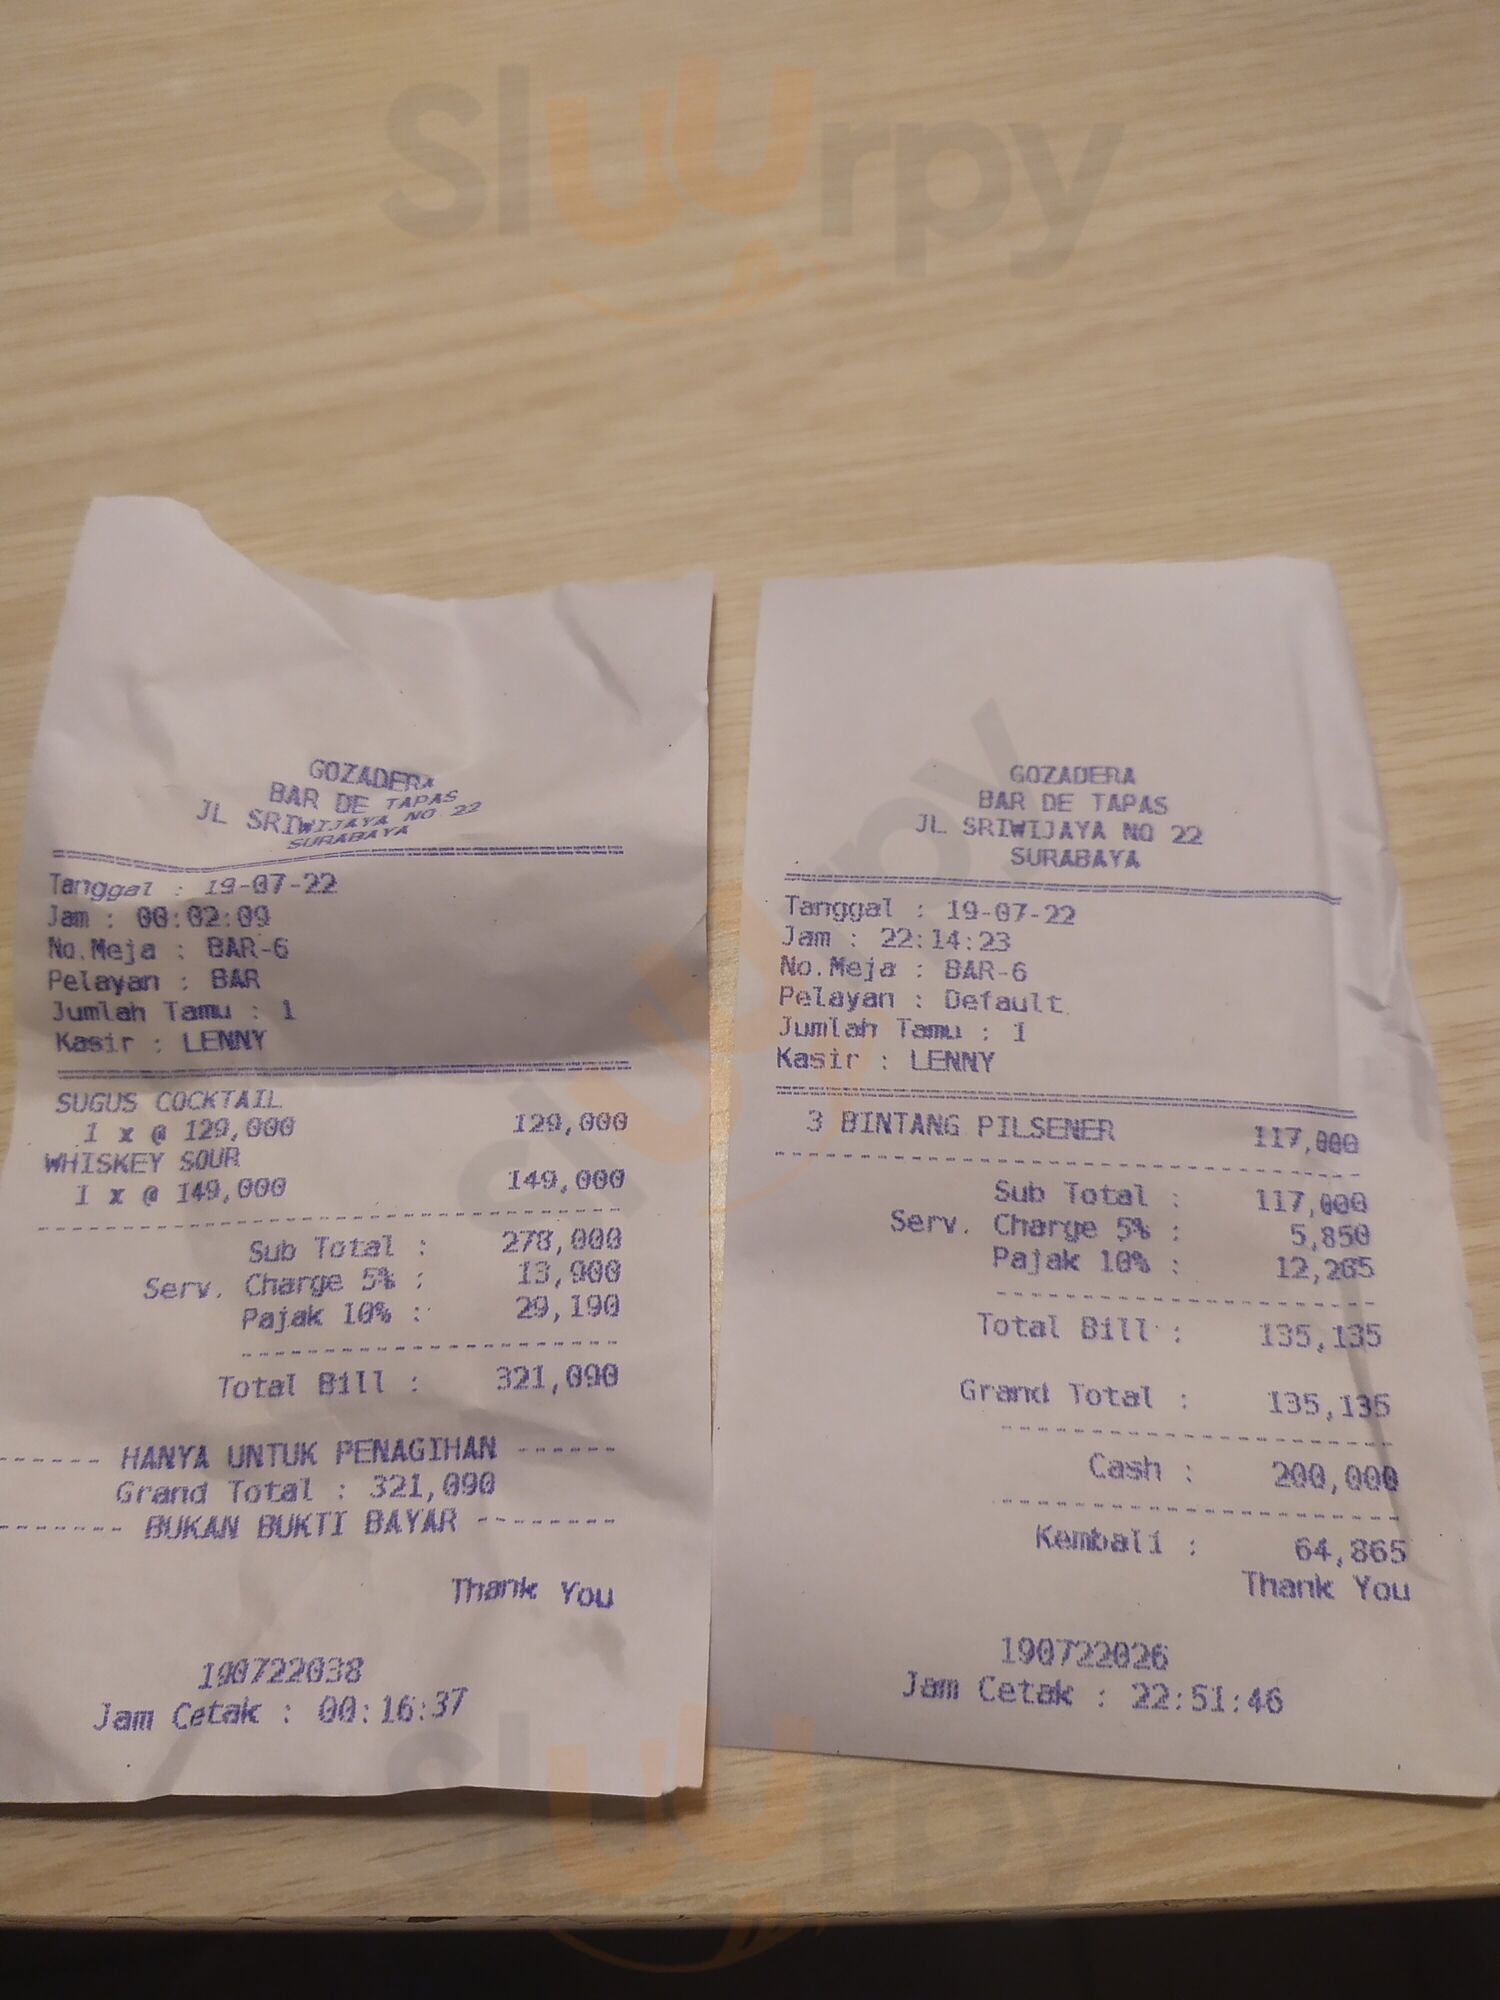 Sluurpy
GOZADERA
BAR DE TAPAS
JL SRIWIJAYA NO 22
SURABAYA
Tanggal : 19-07-22
Jam : 00:02:09
No.Meja : BAR-6
Pelayan : BAR
Jumlah Tamu : 1
Kasir : LENNY
SUGUS COCKTAIL
1 x @ 129,000 129,000
WHISKEY SOUR
1 x @ 149,000 149,000
Sub Total : 278,000
Serv. Charge 5% : 13,900
Pajak 10% : 29,190
Total Bill : 321,090
------ HANYA UNTUK PENAGIHAN ------
Grand Total : 321,090
------- BUKAN BUKTI BAYAR --------
Thank You
190722038
Jam Cetak : 00:16:37
GOZADERA
BAR DE TAPAS
JL SRIWIJAYA NO 22
SURABAYA
Tanggal : 19-07-22
Jam : 22:14:23
No.Meja : BAR-6
Pelayan : Default
Jumlah Tamu : 1
Kasir : LENNY
3 BINTANG PILSENER 117,000
Sub Total : 117,000
Serv. Charge 5% : 5,850
Pajak 10% : 12,285
Total Bill : 135,135
Grand Total : 135,135
Cash : 200,000
Kembali : 64,865
Thank You
190722026
Jam Cetak : 22:51:46
Sluurpy
Sluurpy